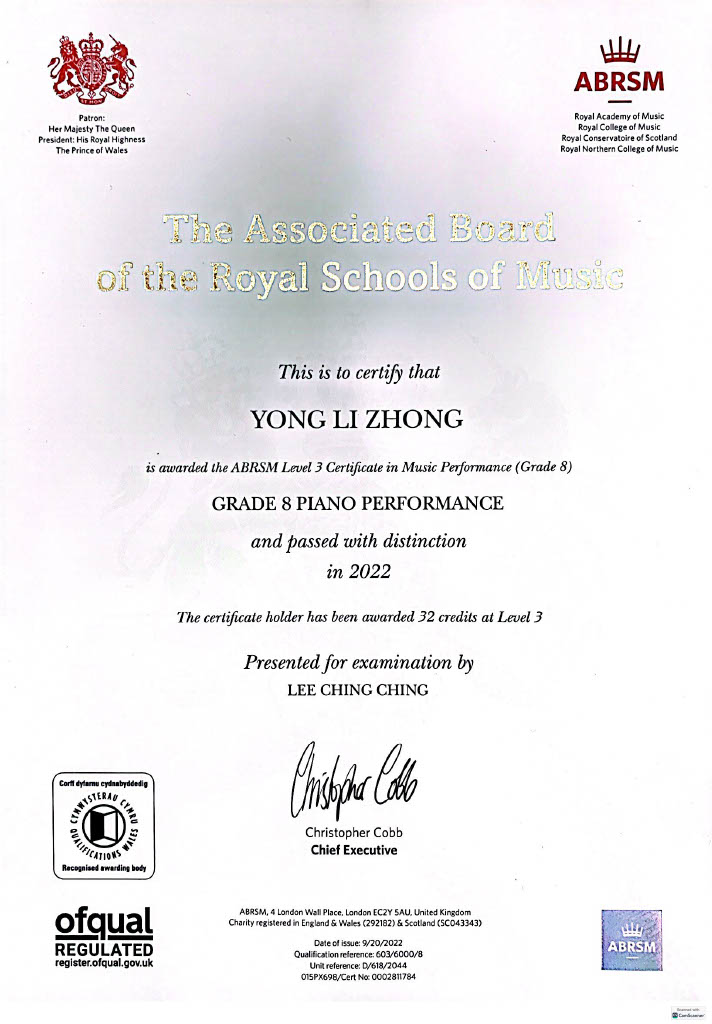 Patron:
Her Majesty The Queen
President: His Royal Highness
The Prince of Wales
ABRSM
Royal Academy of Music
Royal College of Music
Royal Conservatoire of Scotland
Royal Northern College of Music
The Associated Board
of the Royal Schools of Music
This is to certify that
YONG LI ZHONG
is awarded the ABRSM Level 3 Certificate in Music Performance (Grade 8)
GRADE 8 PIANO PERFORMANCE
and passed with distinction
in 2022
The certificate holder has been awarded 32 credits at Level 3
Presented for examination by
LEE CHING CHING
Christopher Cobb
Christopher Cobb
Chief Executive
Corff dyfarnu cydnabyddedig
CYMWYSTERAU CYMRU
QUALIFICATIONS WALES
Recognised awarding body
ofqual
REGULATED
register.ofqual.gov.uk
ABRSM, 4 London Wall Place, London EC2Y 5AU, United Kingdom
Charity registered in England & Wales (292182) & Scotland (SC043343)
Date of issue: 9/20/2022
Qualification reference: 603/6000/8
Unit reference: D/618/2044
015PX698/Cert No: 0002811784
ABRSM
Scanned with
CamScanner